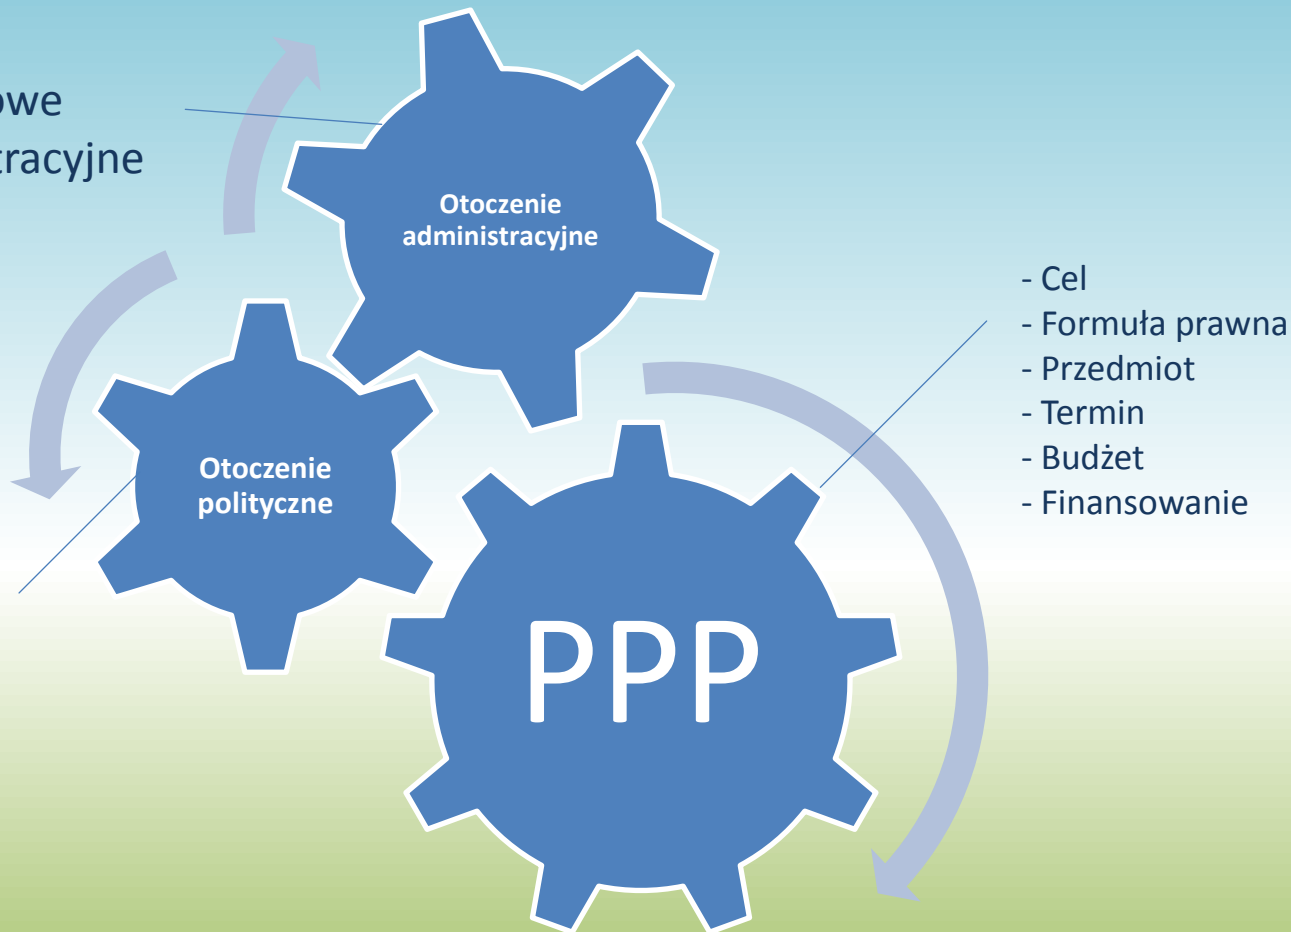 owe
tracyjne
Otoczenie
administracyjne
- Cel
- Formuła prawna
- Przedmiot
- Termin
- Budżet
- Finansowanie
Otoczenie
polityczne
PPP